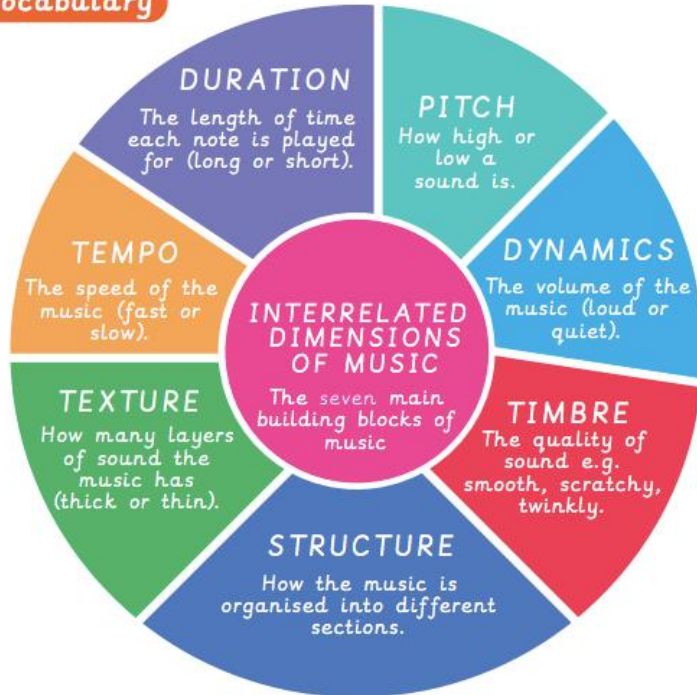 ocabulary
DURATION
The length of time
each note is played
for (long or short).
PITCH
How high or
low a
sound is.
DYNAMICS
The volume of the
music (loud or
quiet).
TIMBRE
The quality of
sound e.g.
smooth, scratchy,
twinkly.
STRUCTURE
How the music is
organised into different
sections.
TEXTURE
How many layers
of sound the
music has
(thick or thin).
TEMPO
The speed of the
music (fast or
slow).
INTERRELATED
DIMENSIONS
OF MUSIC
The seven main
building blocks of
music